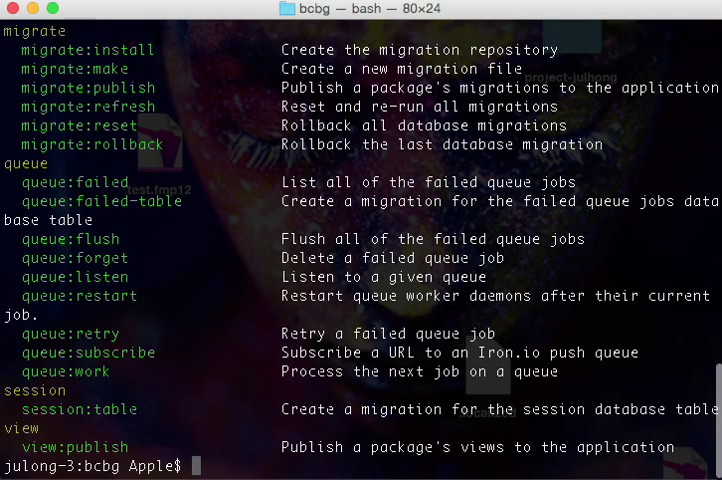 bcbg — bash — 80×24
migrate
migrate:install Create the migration repository
migrate:make Create a new migration file
project-julhong
migrate:publish Publish a package's migrations to the application
migrate:refresh Reset and re-run all migrations
migrate:reset Rollback all database migrations
migrate:rollback Rollback the last database migration
queue
queue:failed List all of the failed queue jobs
test.fmp12
queue:failed-table Create a migration for the failed queue jobs data
base table
queue:flush Flush all of the failed queue jobs
queue:forget Delete a failed queue job
queue:listen Listen to a given queue
queue:restart Restart queue worker daemons after their current
job.
queue:retry Retry a failed queue job
queue:subscribe Subscribe a URL to an Iron.io push queue
queue:work Process the next job on a queue
session
session:table Create a migration for the session database table
view
view:publish Publish a package's views to the application
julong-3:bcbg Apple$